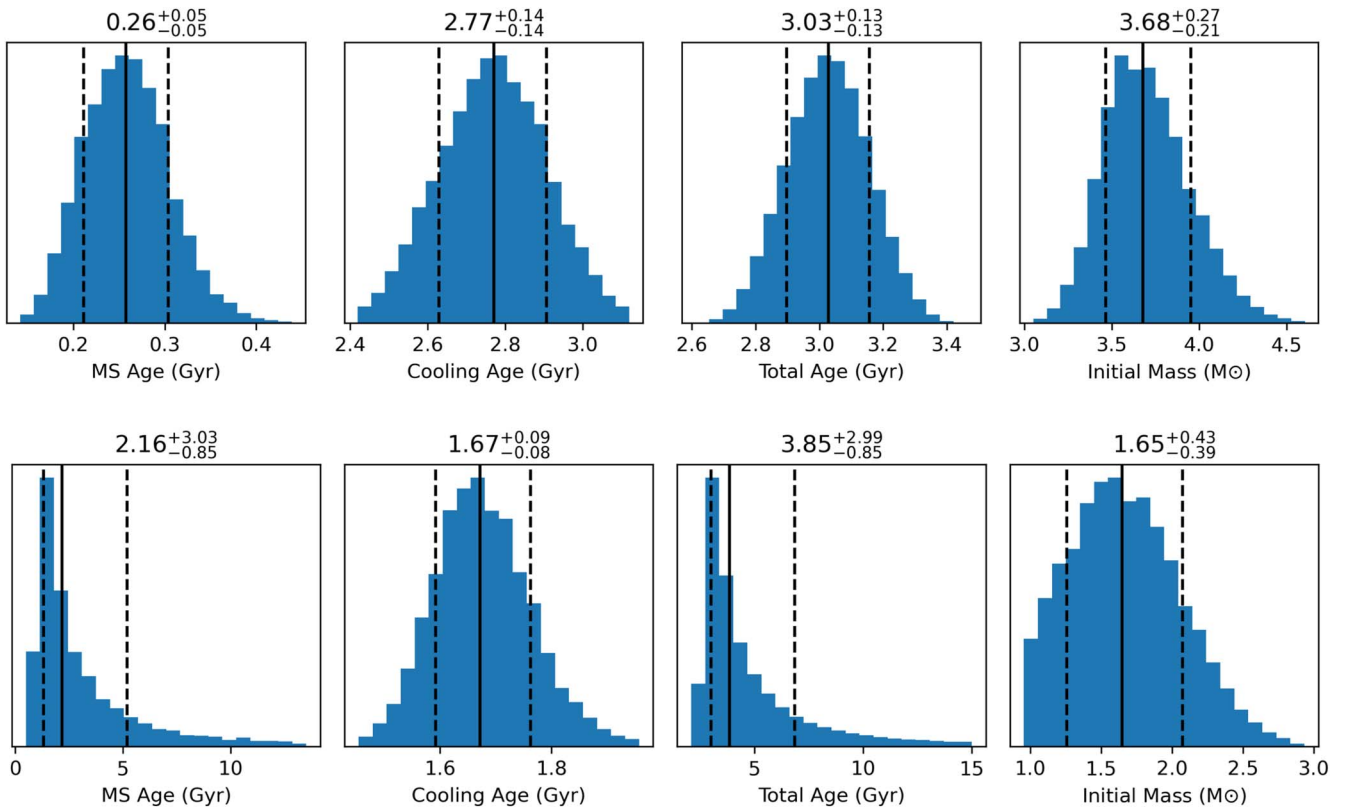 0.26+0.05−0.05 2.77+0.14−0.14 3.03+0.13−0.13 3.68+0.27−0.21
0.2 0.3 0.4 2.4 2.6 2.8 3.0 2.6 2.8 3.0 3.2 3.4 3.0 3.5 4.0 4.5
MS Age (Gyr) Cooling Age (Gyr) Total Age (Gyr) Initial Mass (M⊙)
2.16+3.03−0.85 1.67+0.09−0.08 3.85+2.99−0.85 1.65+0.43−0.39
0 5 10 1.6 1.8 5 10 15 1.0 1.5 2.0 2.5 3.0
MS Age (Gyr) Cooling Age (Gyr) Total Age (Gyr) Initial Mass (M⊙)